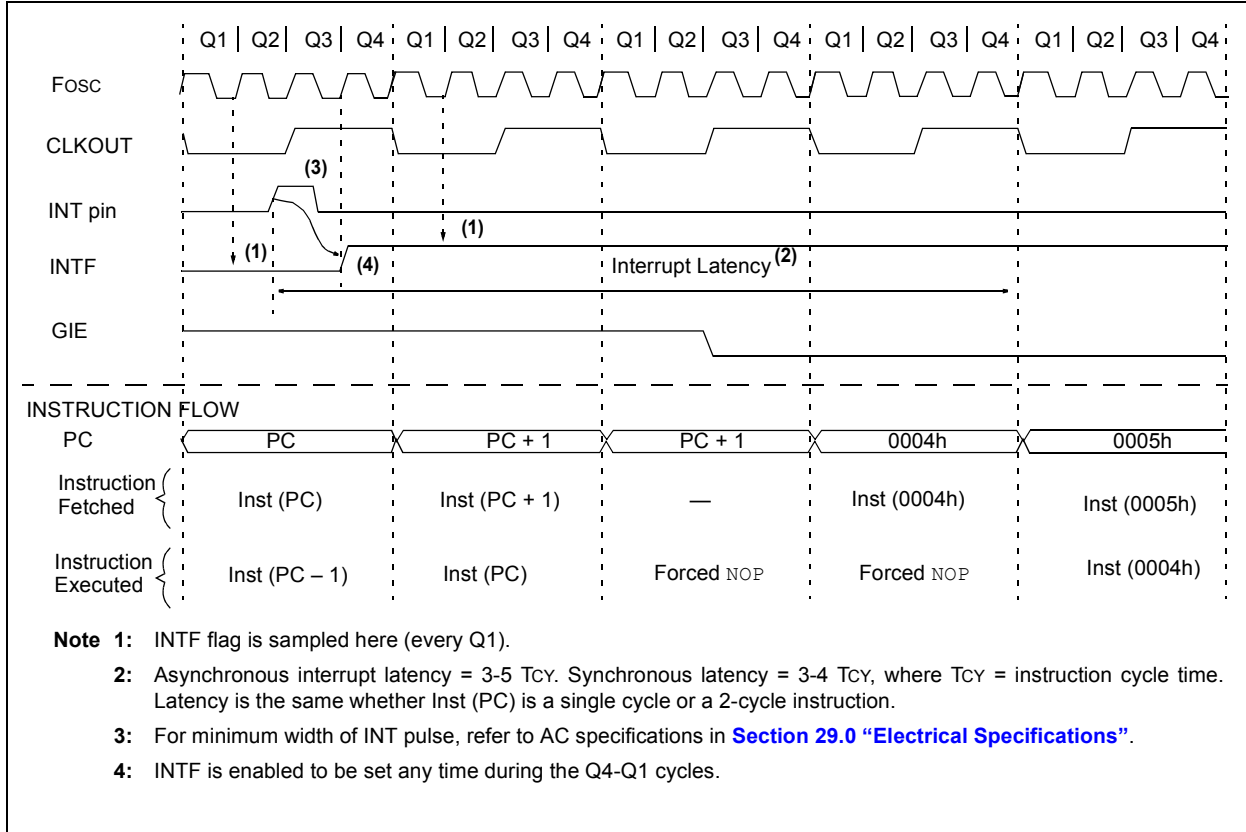 Q1 Q2 Q3 Q4 Q1 Q2 Q3 Q4 Q1 Q2 Q3 Q4 Q1 Q2 Q3 Q4 Q1 Q2 Q3 Q4
FOSC
CLKOUT
(3)
INT pin
(1)
(1)
INTF
(4)
Interrupt Latency(2)
GIE
INSTRUCTION FLOW
PC
PC
PC + 1
PC + 1
0004h
0005h
Instruction
Fetched
Inst (PC)
Inst (PC + 1)
—
Inst (0004h)
Inst (0005h)
Instruction
Executed
Inst (PC – 1)
Inst (PC)
Forced NOP
Forced NOP
Inst (0004h)
Note 1: INTF flag is sampled here (every Q1).
2: Asynchronous interrupt latency = 3-5 TCY. Synchronous latency = 3-4 TCY, where TCY = instruction cycle time.
Latency is the same whether Inst (PC) is a single cycle or a 2-cycle instruction.
3: For minimum width of INT pulse, refer to AC specifications in Section 29.0 “Electrical Specifications”.
4: INTF is enabled to be set any time during the Q4-Q1 cycles.